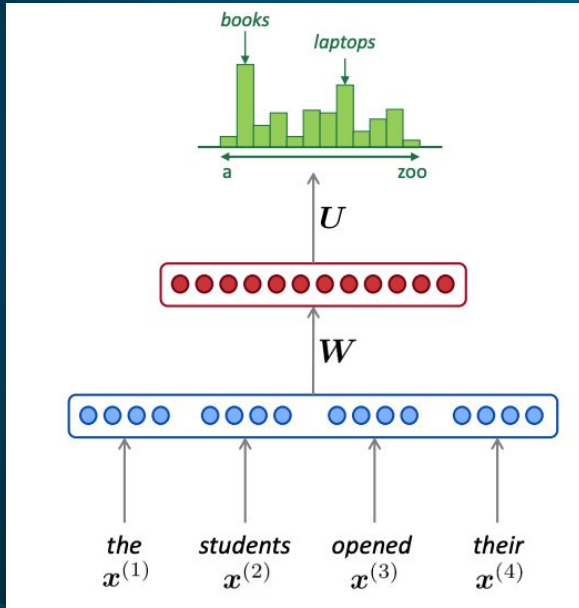 books
laptops
a zoo
U
W
the students opened their
x^(1) x^(2) x^(3) x^(4)